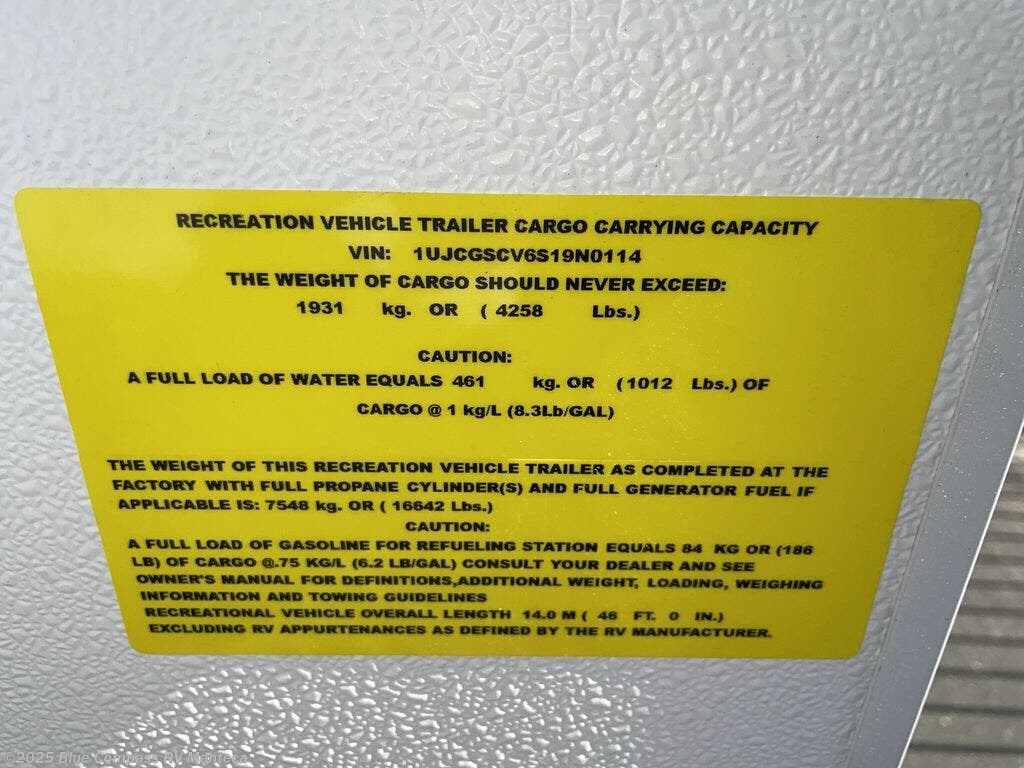 RECREATION VEHICLE TRAILER CARGO CARRYING CAPACITY
VIN: 1UJCGSCV6S19N0114
THE WEIGHT OF CARGO SHOULD NEVER EXCEED:
1931 kg. OR ( 4258 Lbs.)
CAUTION:
A FULL LOAD OF WATER EQUALS 461 kg. OR (1012 Lbs.) OF
CARGO @ 1 kg/L (8.3Lb/GAL)
THE WEIGHT OF THIS RECREATION VEHICLE TRAILER AS COMPLETED AT THE
FACTORY WITH FULL PROPANE CYLINDER(S) AND FULL GENERATOR FUEL IF
APPLICABLE IS: 7548 kg. OR ( 16642 Lbs.)
CAUTION:
A FULL LOAD OF GASOLINE FOR REFUELING STATION EQUALS 84 KG OR (186
LB) OF CARGO @.75 KG/L (6.2 LB/GAL) CONSULT YOUR DEALER AND SEE
OWNER'S MANUAL FOR DEFINITIONS,ADDITIONAL WEIGHT, LOADING, WEIGHING
INFORMATION AND TOWING GUIDELINES
RECREATIONAL VEHICLE OVERALL LENGTH 14.0 M ( 46 FT. 0 IN.)
EXCLUDING RV APPURTENANCES AS DEFINED BY THE RV MANUFACTURER.
©2025 Blue Compass RV Manteca